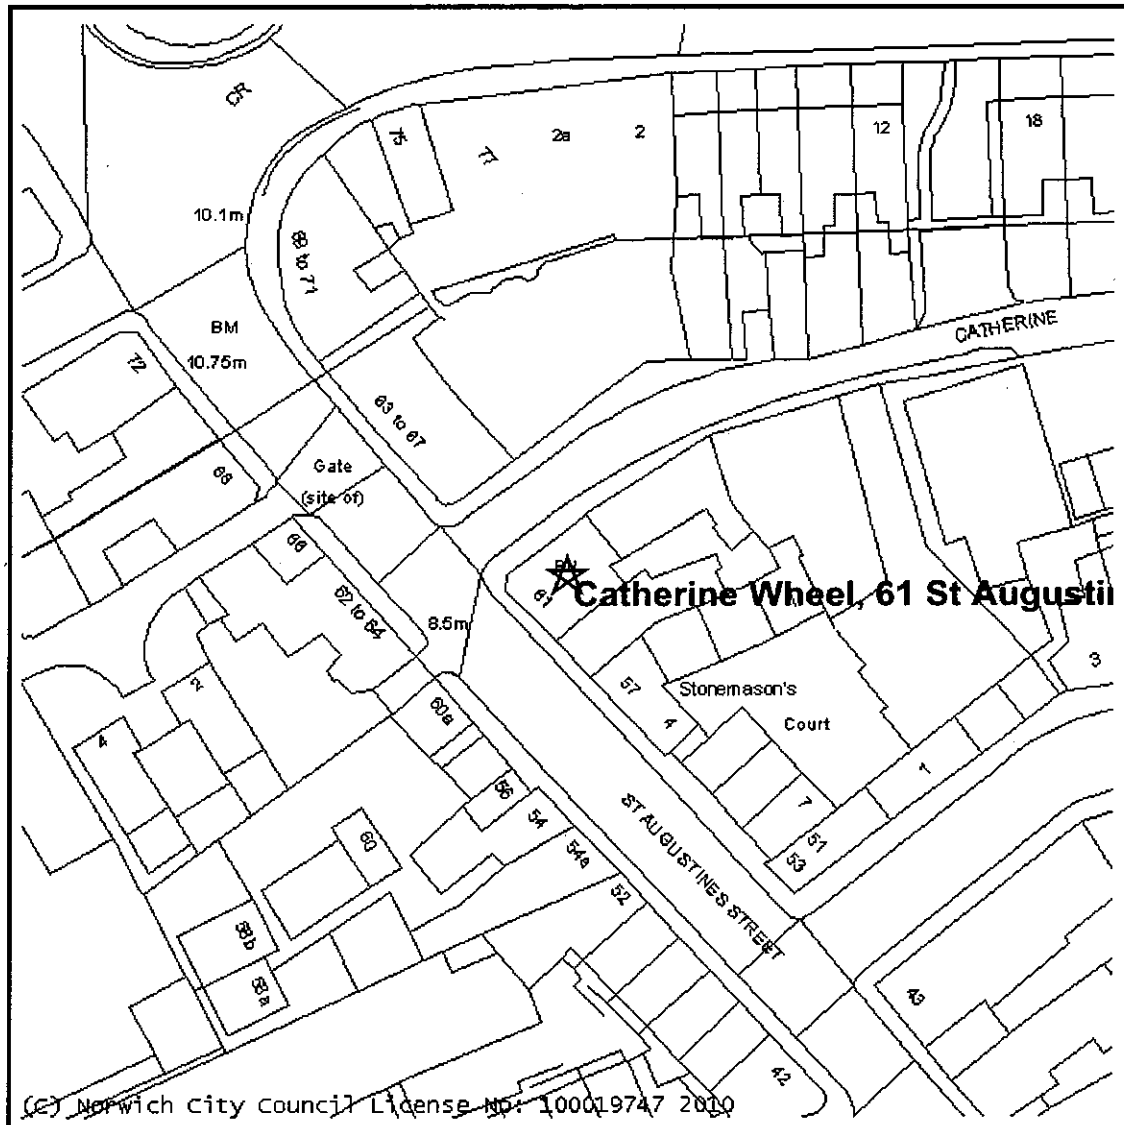 CR
75
77
2a
2
12
18
10.1m
69 to 71
BM
10.75m
CATHERINE
72
63 to 67
68
Gate
(site of)
66
62 to 64
61
Catherine Wheel, 61 St Augustin
8.5m
57
4
Stonemason's
Court
3
2
4
60a
1
56
54
7
51
53
54a
60
ST AUGUSTINES STREET
52
58b
58a
43
42
(C) Norwich City Council License No: 100019747 2010